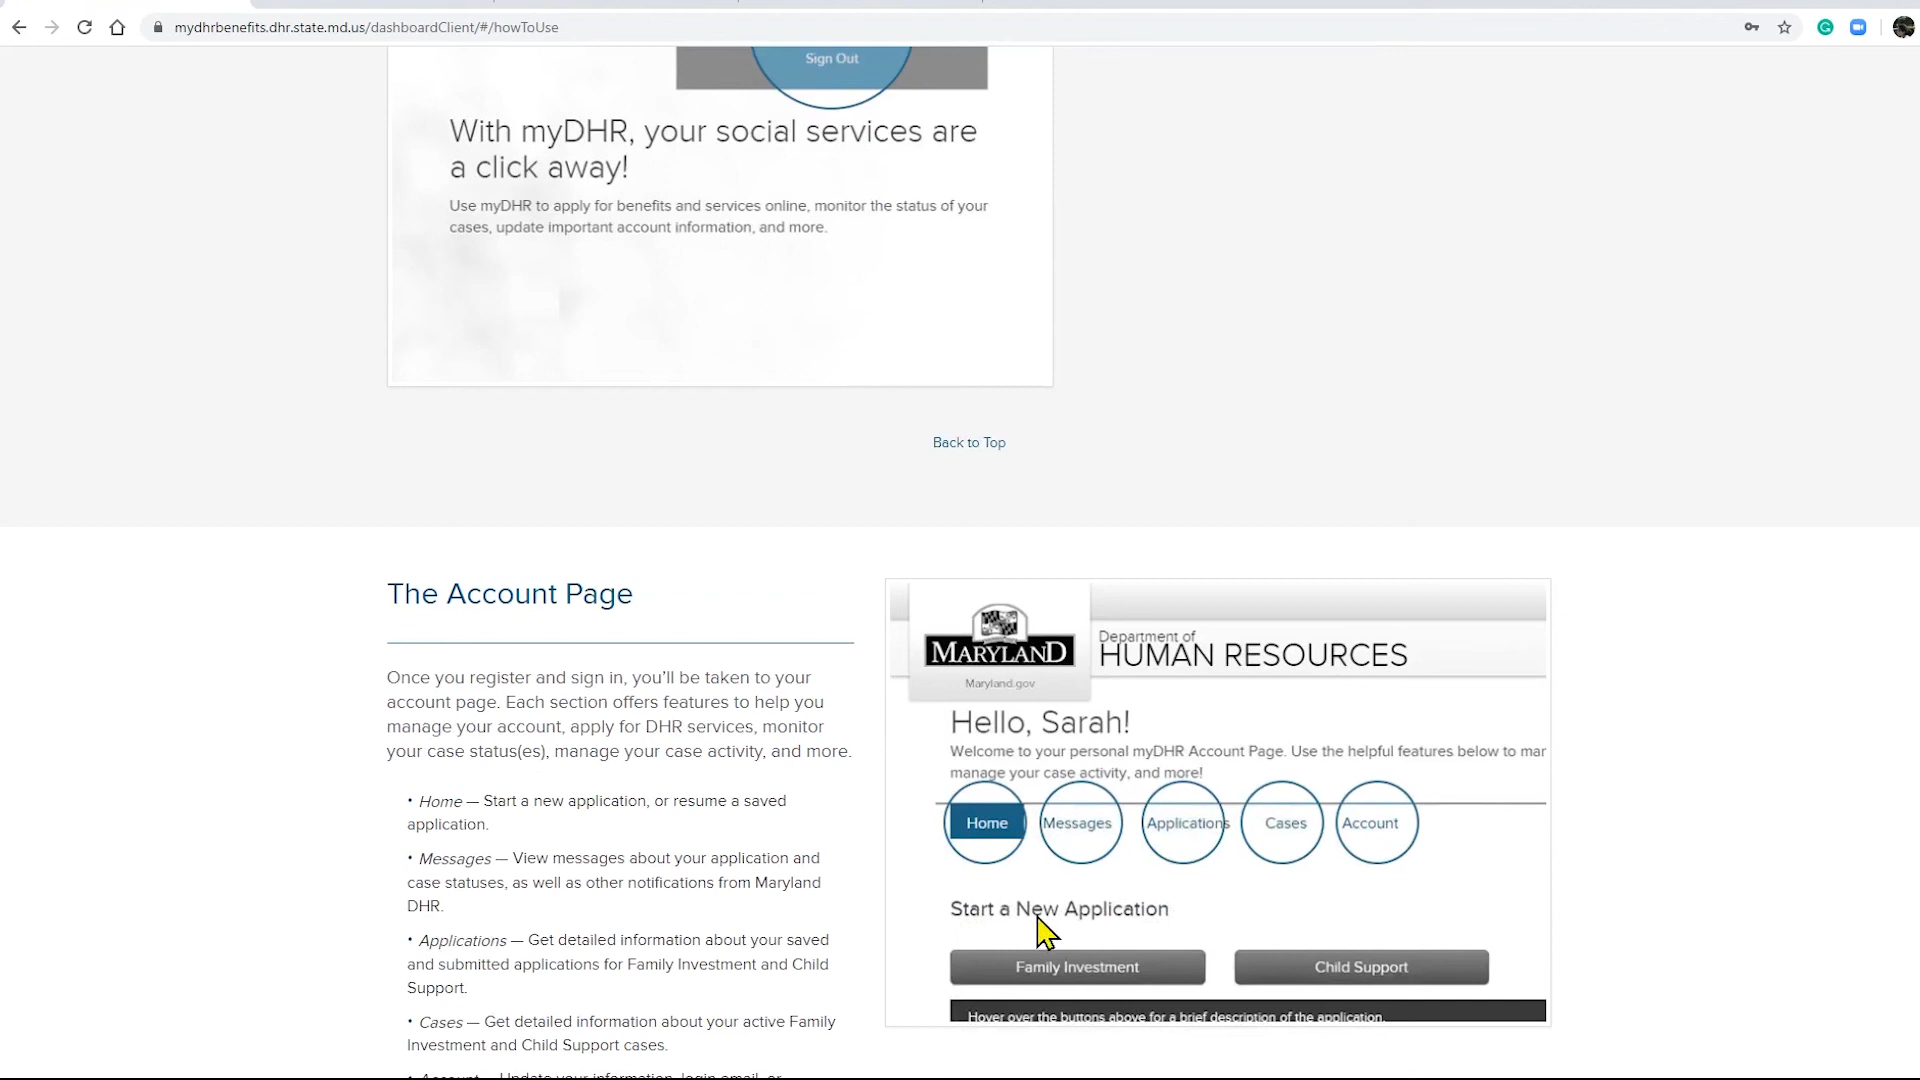 mydhrbenefits.dhr.state.md.us/dashboardClient/#/howToUse
Sign Out
With myDHR, your social services are
a click away!
Use myDHR to apply for benefits and services online, monitor the status of your
cases, update important account information, and more.
Back to Top
The Account Page
Once you register and sign in, you’ll be taken to your
account page. Each section offers features to help you
manage your account, apply for DHR services, monitor
your case status(es), manage your case activity, and more.
• Home — Start a new application, or resume a saved
application.
• Messages — View messages about your application and
case statuses, as well as other notifications from Maryland
DHR.
• Applications — Get detailed information about your saved
and submitted applications for Family Investment and Child
Support.
• Cases — Get detailed information about your active Family
Investment and Child Support cases.
• Account — Update your information, login email, or
MARYLAND
Maryland.gov
Department of
HUMAN RESOURCES
Hello, Sarah!
Welcome to your personal myDHR Account Page. Use the helpful features below to mar
manage your case activity, and more!
Home Messages Applications Cases Account
Start a New Application
Family Investment Child Support
Hover over the buttons above for a brief description of the application.